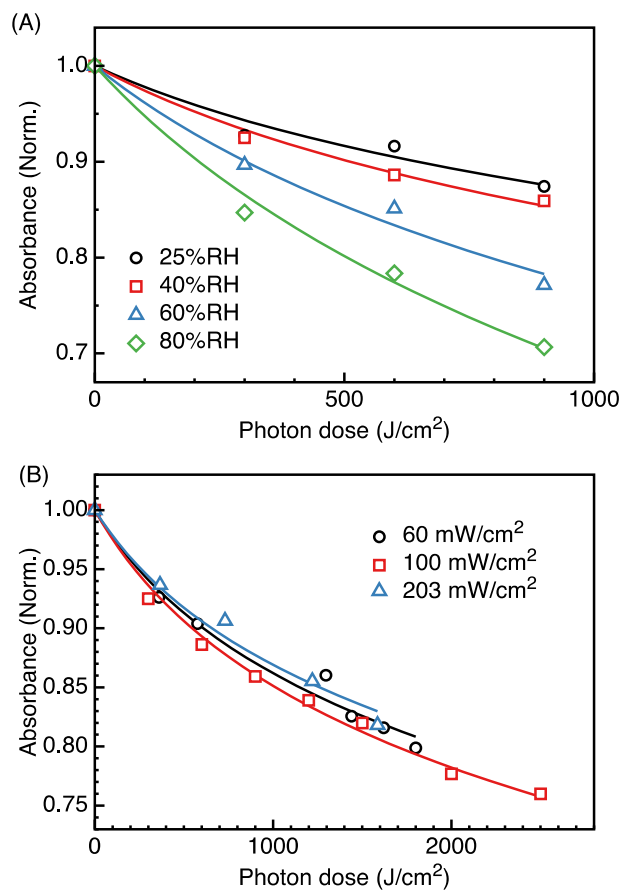 (A)
1.0
0.9
0.8
0.7
Absorbance (Norm.)
25%RH
40%RH
60%RH
80%RH
0
500
1000
Photon dose (J/cm²)
(B)
1.00
0.95
0.90
0.85
0.80
0.75
Absorbance (Norm.)
60 mW/cm²
100 mW/cm²
203 mW/cm²
0
1000
2000
Photon dose (J/cm²)